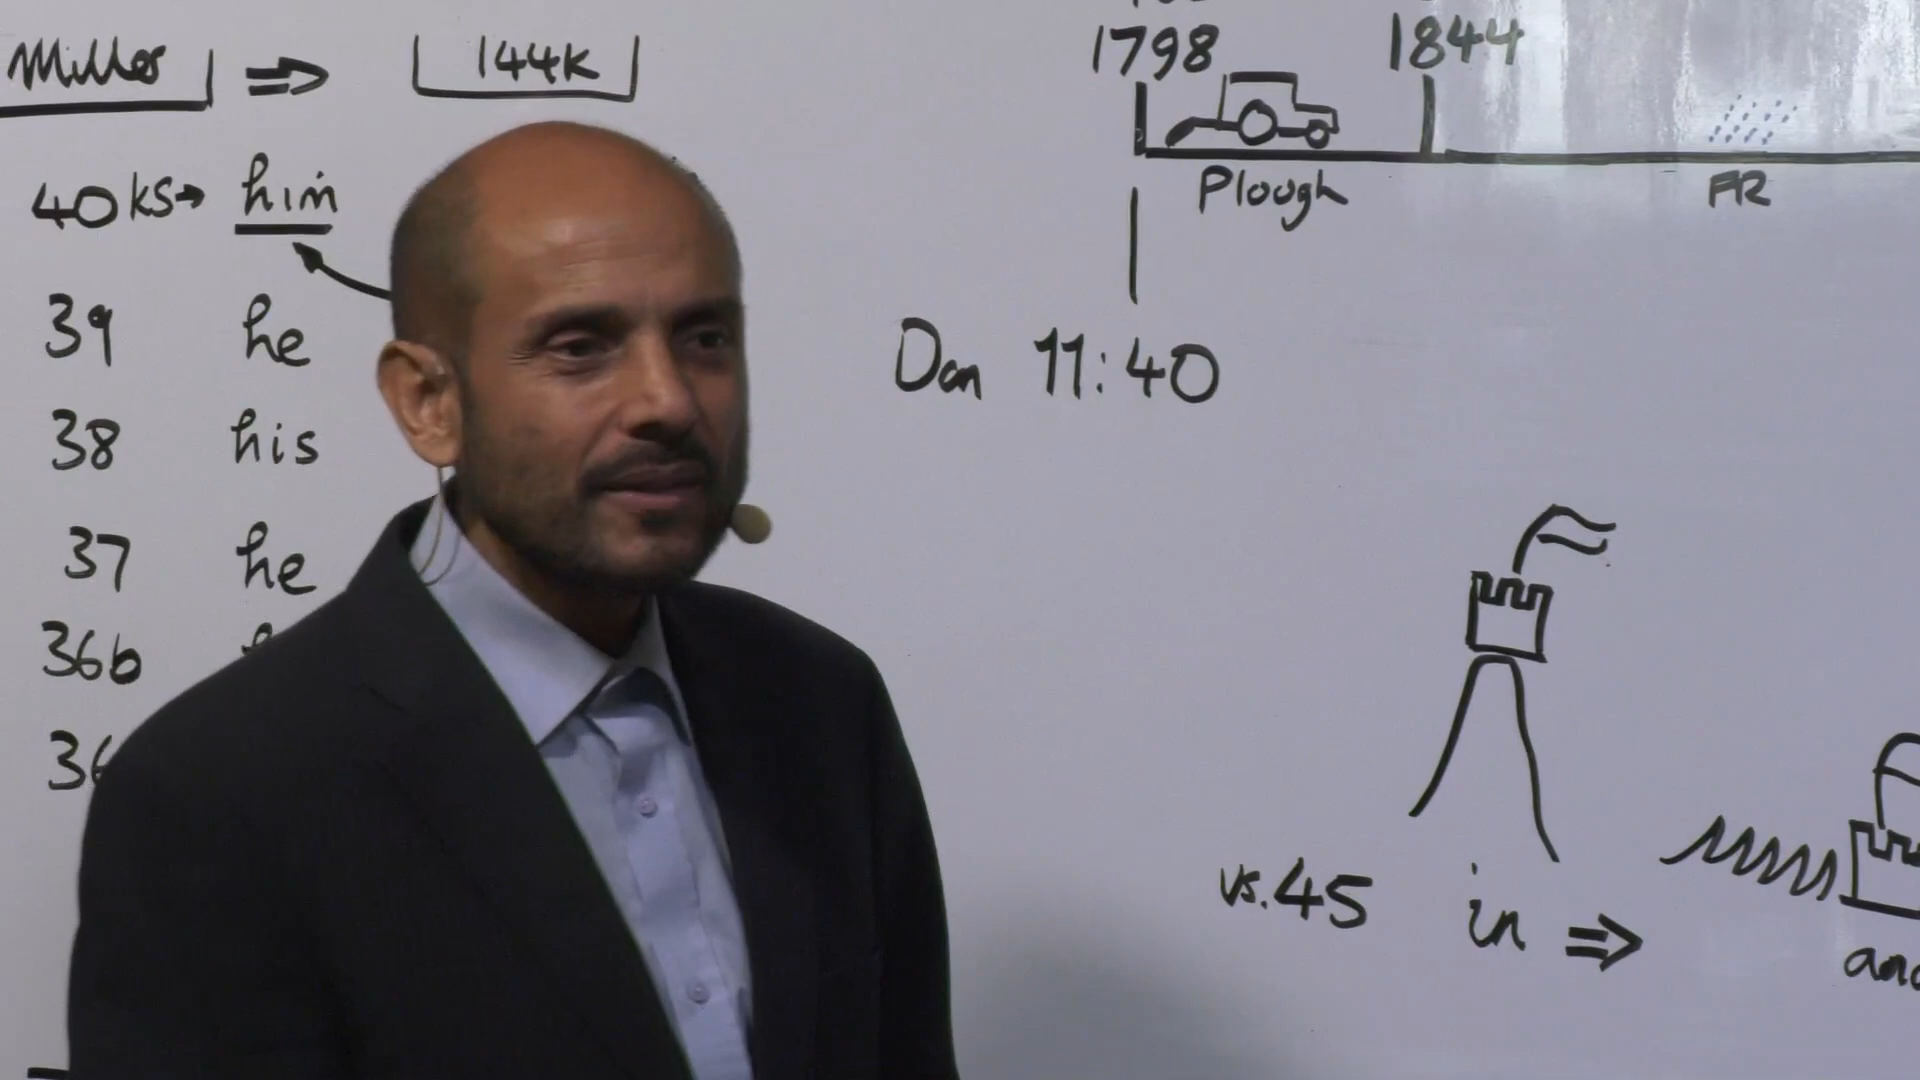 Miller ⇒ 144K
1798 1844
40 KS → him
Plough FR
39 he
Dan 11:40
38 his
37 he
36b
vs. 45 in ⇒